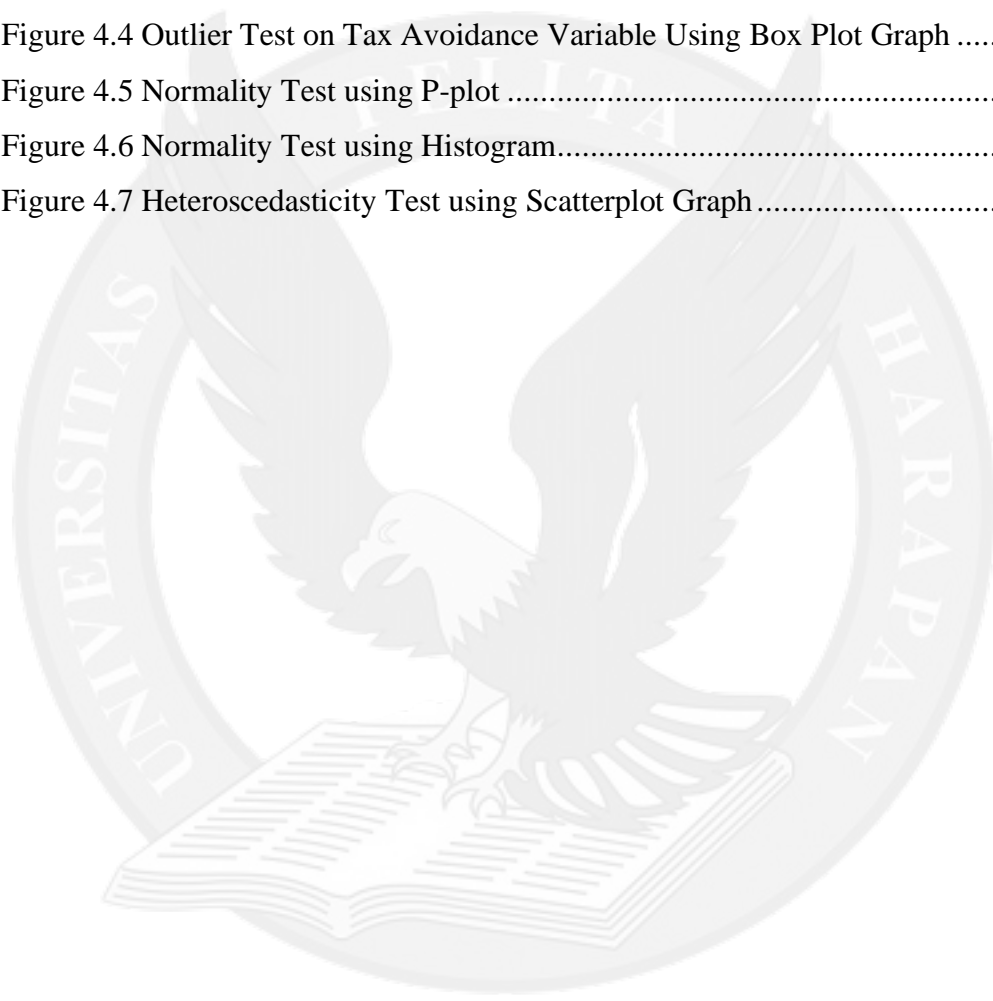 Figure 4.4 Outlier Test on Tax Avoidance Variable Using Box Plot Graph .....
Figure 4.5 Normality Test using P-plot ..........................................................
Figure 4.6 Normality Test using Histogram....................................................
Figure 4.7 Heteroscedasticity Test using Scatterplot Graph ............................
UNIVERSITAS PELITA HARAPAN